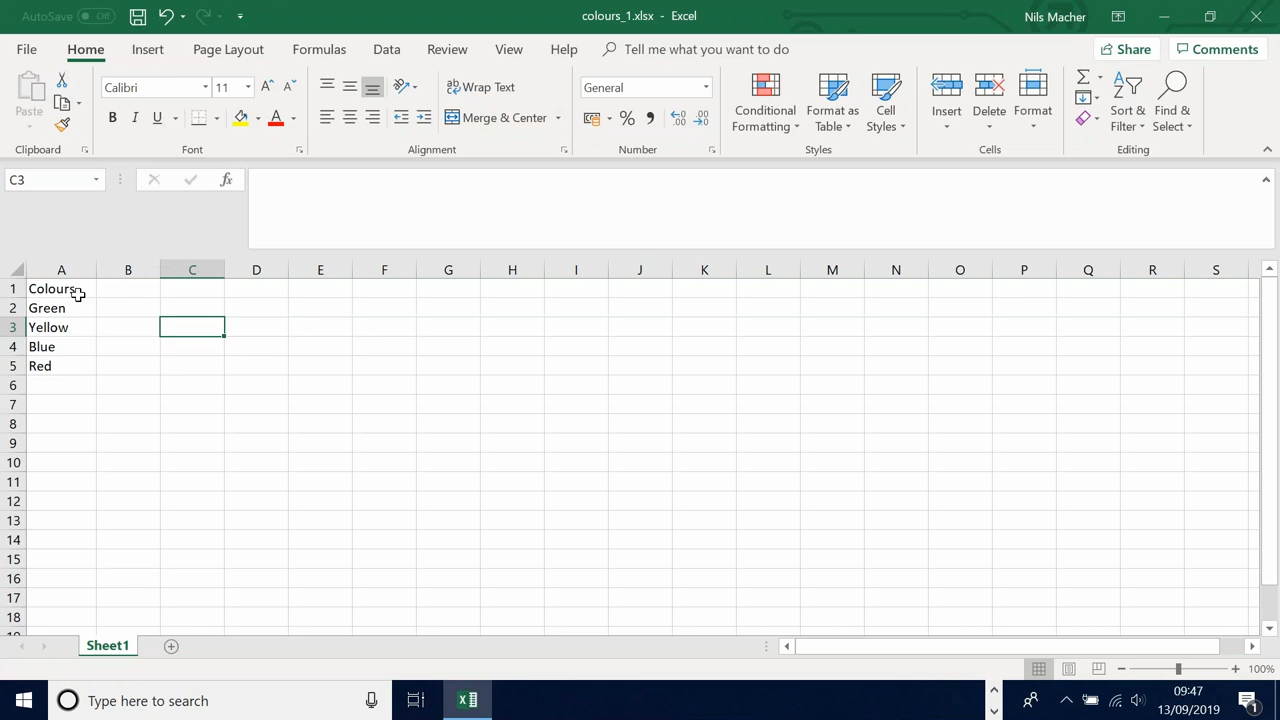 AutoSave Off colours_1.xlsx - Excel Nils Macher
File Home Insert Page Layout Formulas Data Review View Help Tell me what you want to do Share Comments
Paste
Clipboard
Calibri 11
B I U
Font
Wrap Text
Merge & Center
Alignment
General
%
Number
Conditional Formatting
Format as Table
Cell Styles
Styles
Insert Delete Format
Cells
Sort & Filter
Find & Select
Editing
C3 fx
A B C D E F G H I J K L M N O P Q R S
1 Colours
2 Green
3 Yellow
4 Blue
5 Red
6
7
8
9
10
11
12
13
14
15
16
17
18
Sheet1
100%
Type here to search
09:47
13/09/2019
1